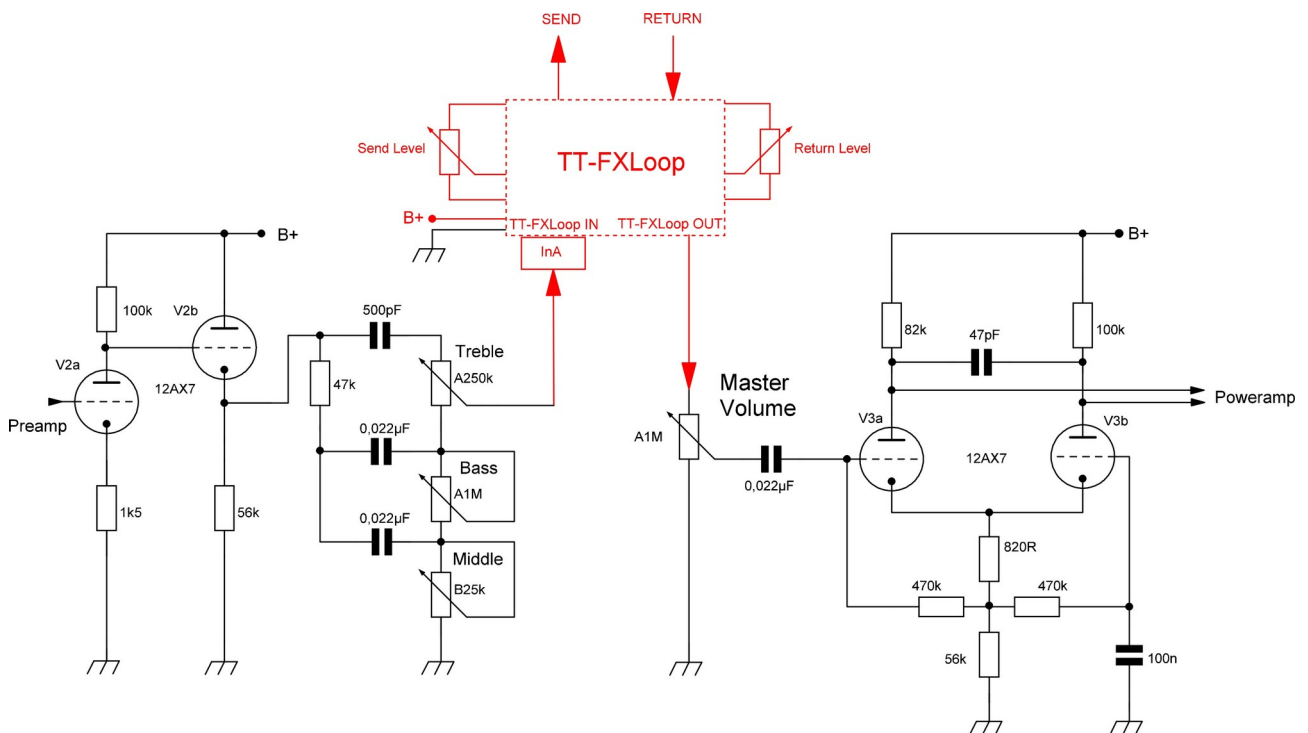 SEND
RETURN
Send Level
TT-FXLoop
Return Level
B+
TT-FXLoop IN
TT-FXLoop OUT
InA
B+
100k
V2b
V2a
12AX7
Preamp
1k5
56k
500pF
Treble
47k
A250k
0,022µF
Bass
A1M
0,022µF
Middle
B25k
Master
Volume
A1M
0,022µF
B+
82k
47pF
100k
V3a
V3b
12AX7
Poweramp
820R
470k
470k
56k
100n